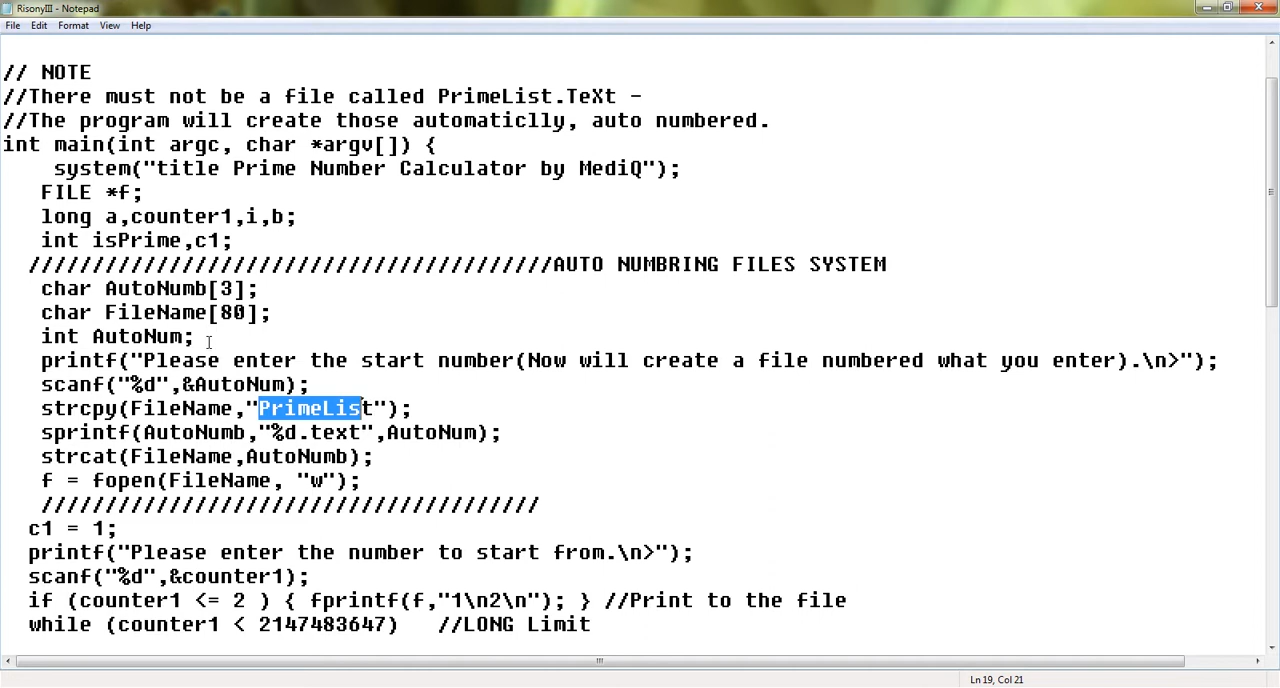 RisonyIII - Notepad
File Edit Format View Help
// NOTE
//There must not be a file called PrimeList.TeXt -
//The program will create those automaticlly, auto numbered.
int main(int argc, char *argv[]) {
system("title Prime Number Calculator by MediQ");
FILE *f;
long a,counter1,i,b;
int isPrime,c1;
/////////////////////////////////////////AUTO NUMBRING FILES SYSTEM
char AutoNumb[3];
char FileName[80];
int AutoNum;
printf("Please enter the start number(Now will create a file numbered what you enter).\n>");
scanf("%d",&AutoNum);
strcpy(FileName,"PrimeList");
sprintf(AutoNumb,"%d.text",AutoNum);
strcat(FileName,AutoNumb);
f = fopen(FileName, "w");
///////////////////////////////////////
c1 = 1;
printf("Please enter the number to start from.\n>");
scanf("%d",&counter1);
if (counter1 <= 2 ) { fprintf(f,"1\n2\n"); } //Print to the file
while (counter1 < 2147483647) //LONG Limit
Ln 19, Col 21